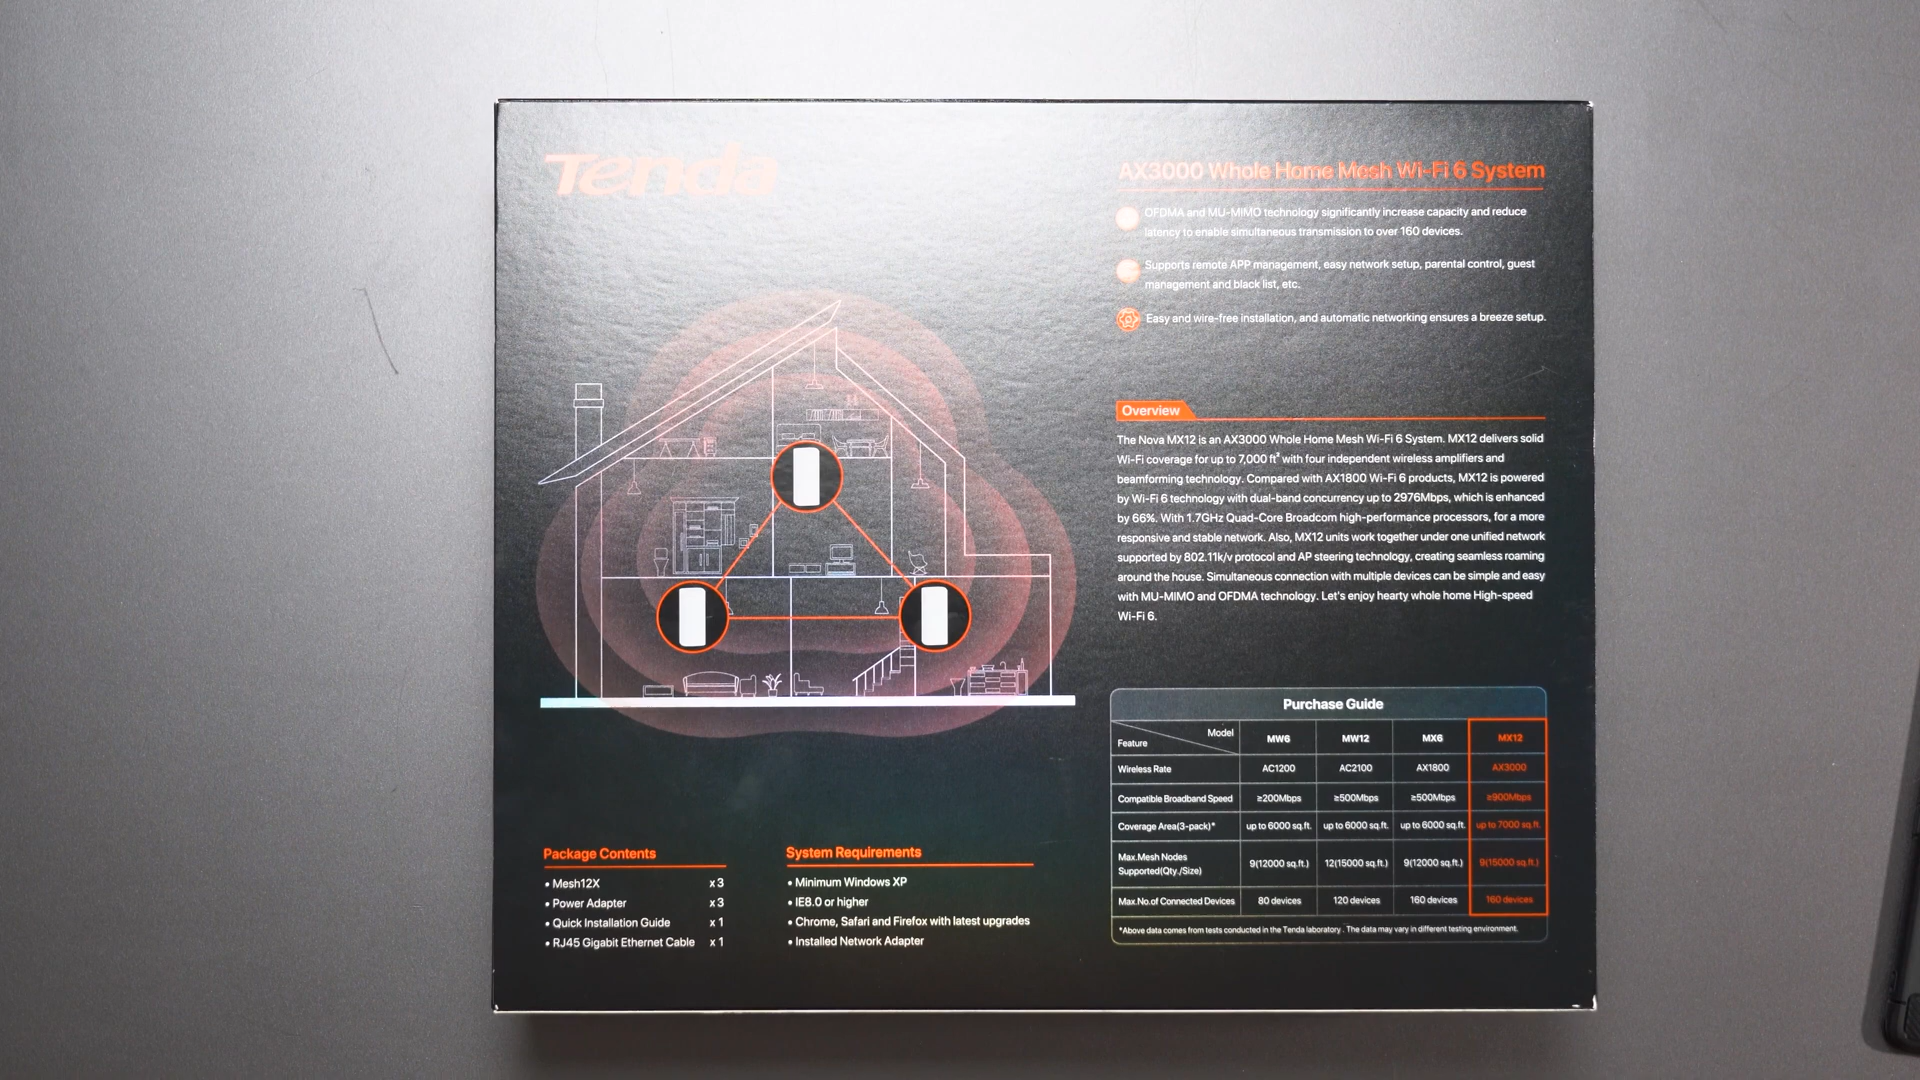 Tenda
AX3000 Whole Home Mesh Wi-Fi 6 System
OFDMA and MU-MIMO technology significantly increase capacity and reduce
latency to enable simultaneous transmission to over 160 devices.
Supports remote APP management, easy network setup, parental control, guest
management and black list, etc.
Easy and wire-free installation, and automatic networking ensures a breeze setup.
Overview
The Nova MX12 is an AX3000 Whole Home Mesh Wi-Fi 6 System. MX12 delivers solid
Wi-Fi coverage for up to 7,000 ft² with four independent wireless amplifiers and
beamforming technology. Compared with AX1800 Wi-Fi 6 products, MX12 is powered
by Wi-Fi 6 technology with dual-band concurrency up to 2976Mbps, which is enhanced
by 66%. With 1.7GHz Quad-Core Broadcom high-performance processors, for a more
responsive and stable network. Also, MX12 units work together under one unified network
supported by 802.11k/v protocol and AP steering technology, creating seamless roaming
around the house. Simultaneous connection with multiple devices can be simple and easy
with MU-MIMO and OFDMA technology. Let's enjoy hearty whole home High-speed
Wi-Fi 6.
Purchase Guide
Feature Model MW6 MW12 MX6 MX12
Wireless Rate AC1200 AC2100 AX1800 AX3000
Compatible Broadband Speed ≥200Mbps ≥500Mbps ≥500Mbps ≥900Mbps
Coverage Area(3-pack)* up to 6000 sq.ft. up to 6000 sq.ft. up to 6000 sq.ft. up to 7000 sq.ft.
Max.Mesh Nodes
Supported(Qty./Size) 9(12000 sq.ft.) 12(15000 sq.ft.) 9(12000 sq.ft.) 9(15000 sq.ft.)
Max.No.of Connected Devices 80 devices 120 devices 160 devices 160 devices
*Above data comes from tests conducted in the Tenda laboratory . The data may vary in different testing environment.
Package Contents
• Mesh12X x 3
• Power Adapter x 3
• Quick Installation Guide x 1
• RJ45 Gigabit Ethernet Cable x 1
System Requirements
• Minimum Windows XP
• IE8.0 or higher
• Chrome, Safari and Firefox with latest upgrades
• Installed Network Adapter